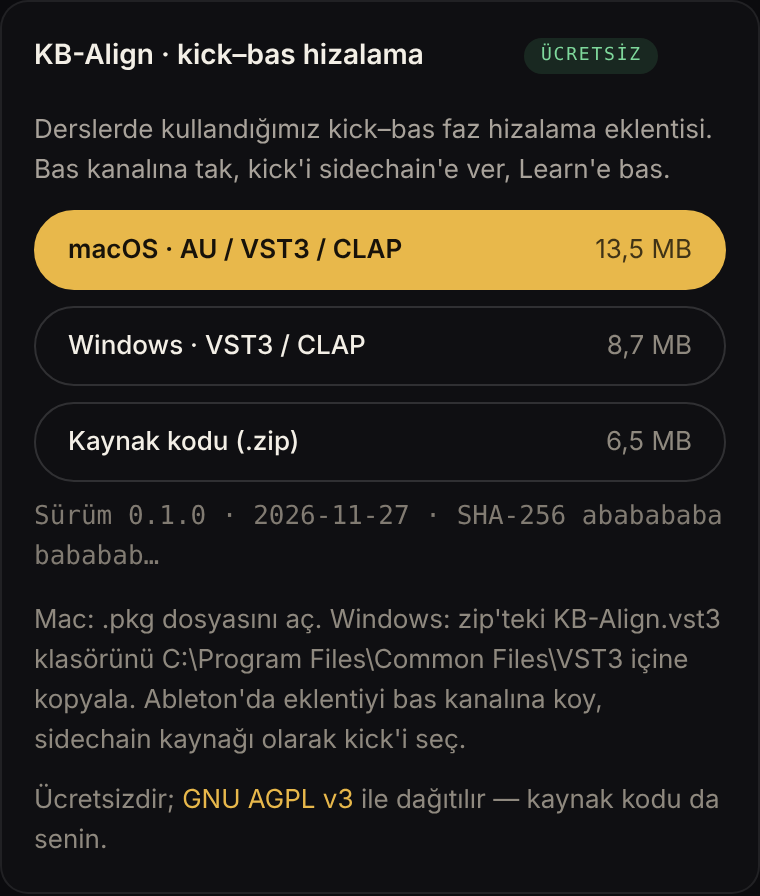 KB-Align · kick–bas hizalama
ÜCRETSİZ
Derslerde kullandığımız kick–bas faz hizalama eklentisi.
Bas kanalına tak, kick'i sidechain'e ver, Learn'e bas.
macOS · AU / VST3 / CLAP 13,5 MB
Windows · VST3 / CLAP 8,7 MB
Kaynak kodu (.zip) 6,5 MB
Sürüm 0.1.0 · 2026-11-27 · SHA-256 ababababa
bababab…
Mac: .pkg dosyasını aç. Windows: zip'teki KB-Align.vst3
klasörünü C:\Program Files\Common Files\VST3 içine
kopyala. Ableton'da eklentiyi bas kanalına koy,
sidechain kaynağı olarak kick'i seç.
Ücretsizdir; GNU AGPL v3 ile dağıtılır — kaynak kodu da
senin.